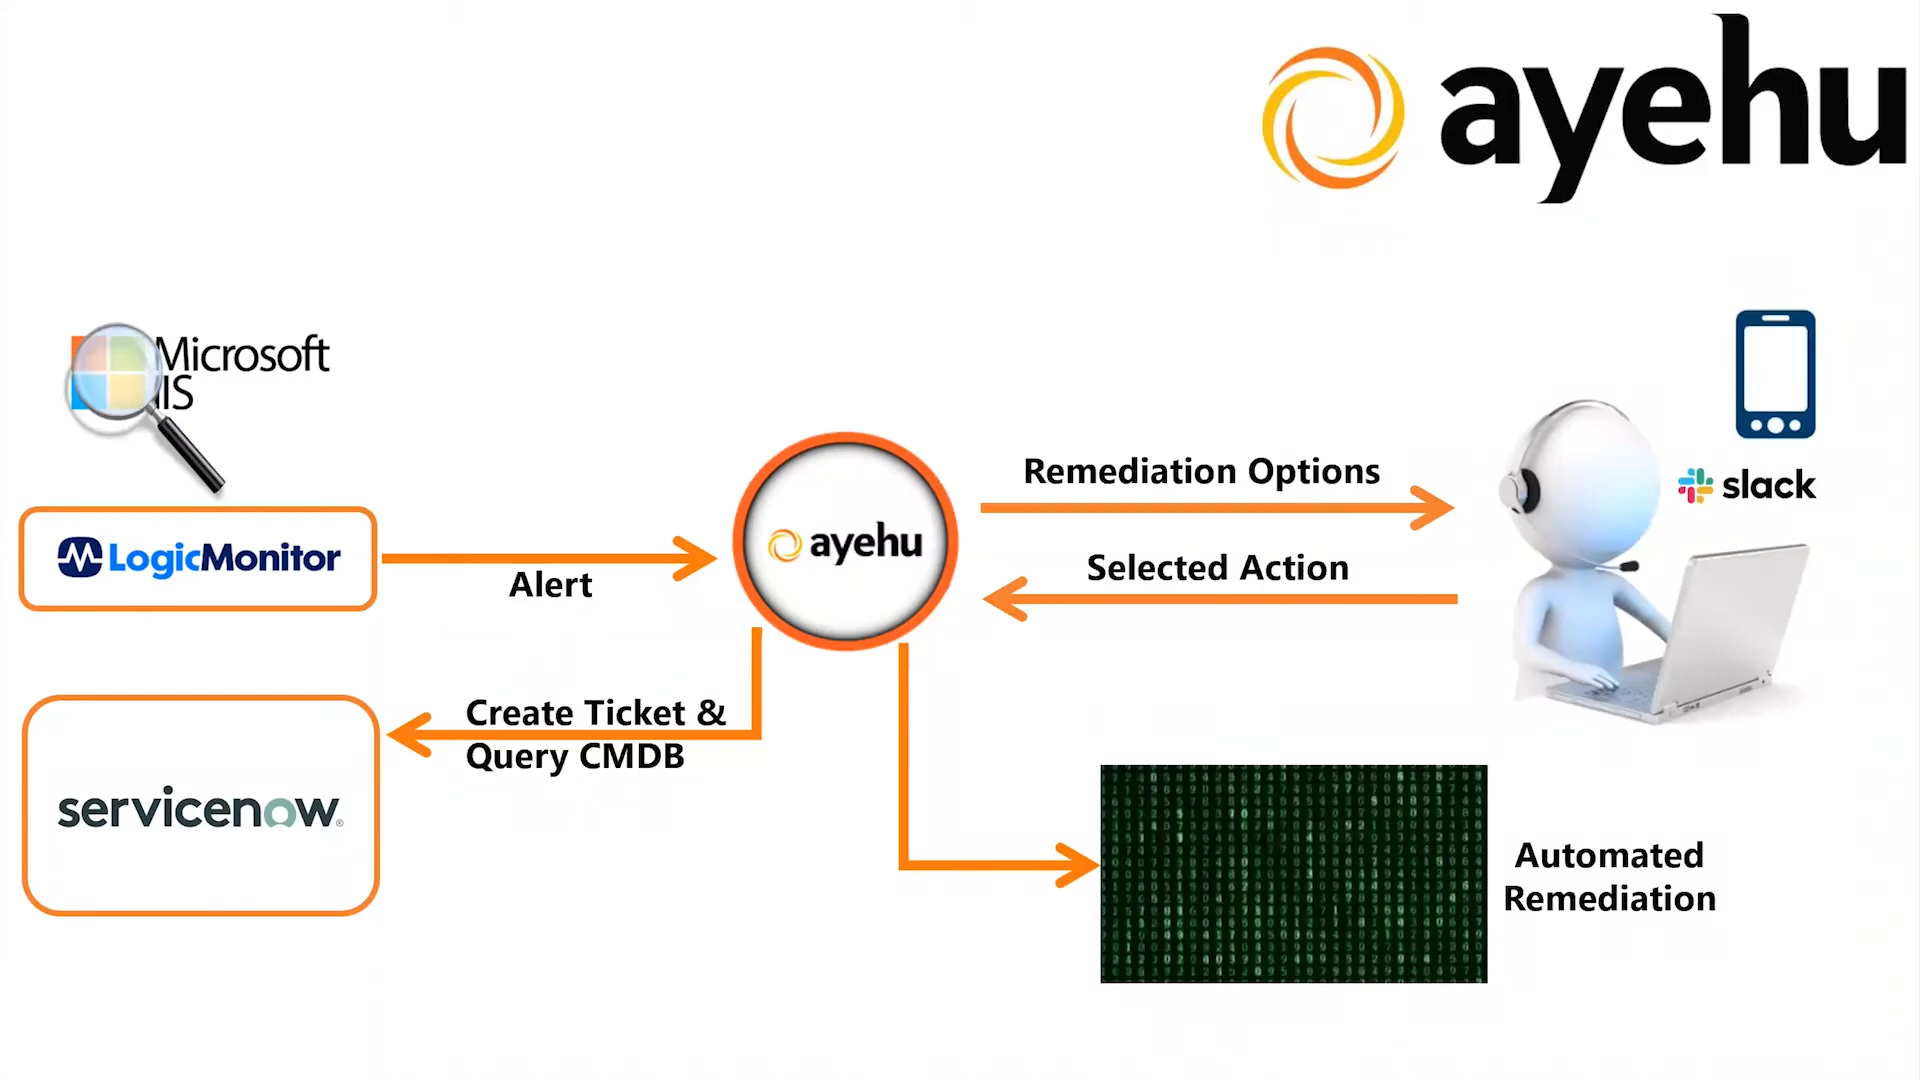 ayehu
Microsoft
IIS
LogicMonitor
Alert
ayehu
Remediation Options
slack
Selected Action
Create Ticket &
Query CMDB
servicenow®
Automated
Remediation